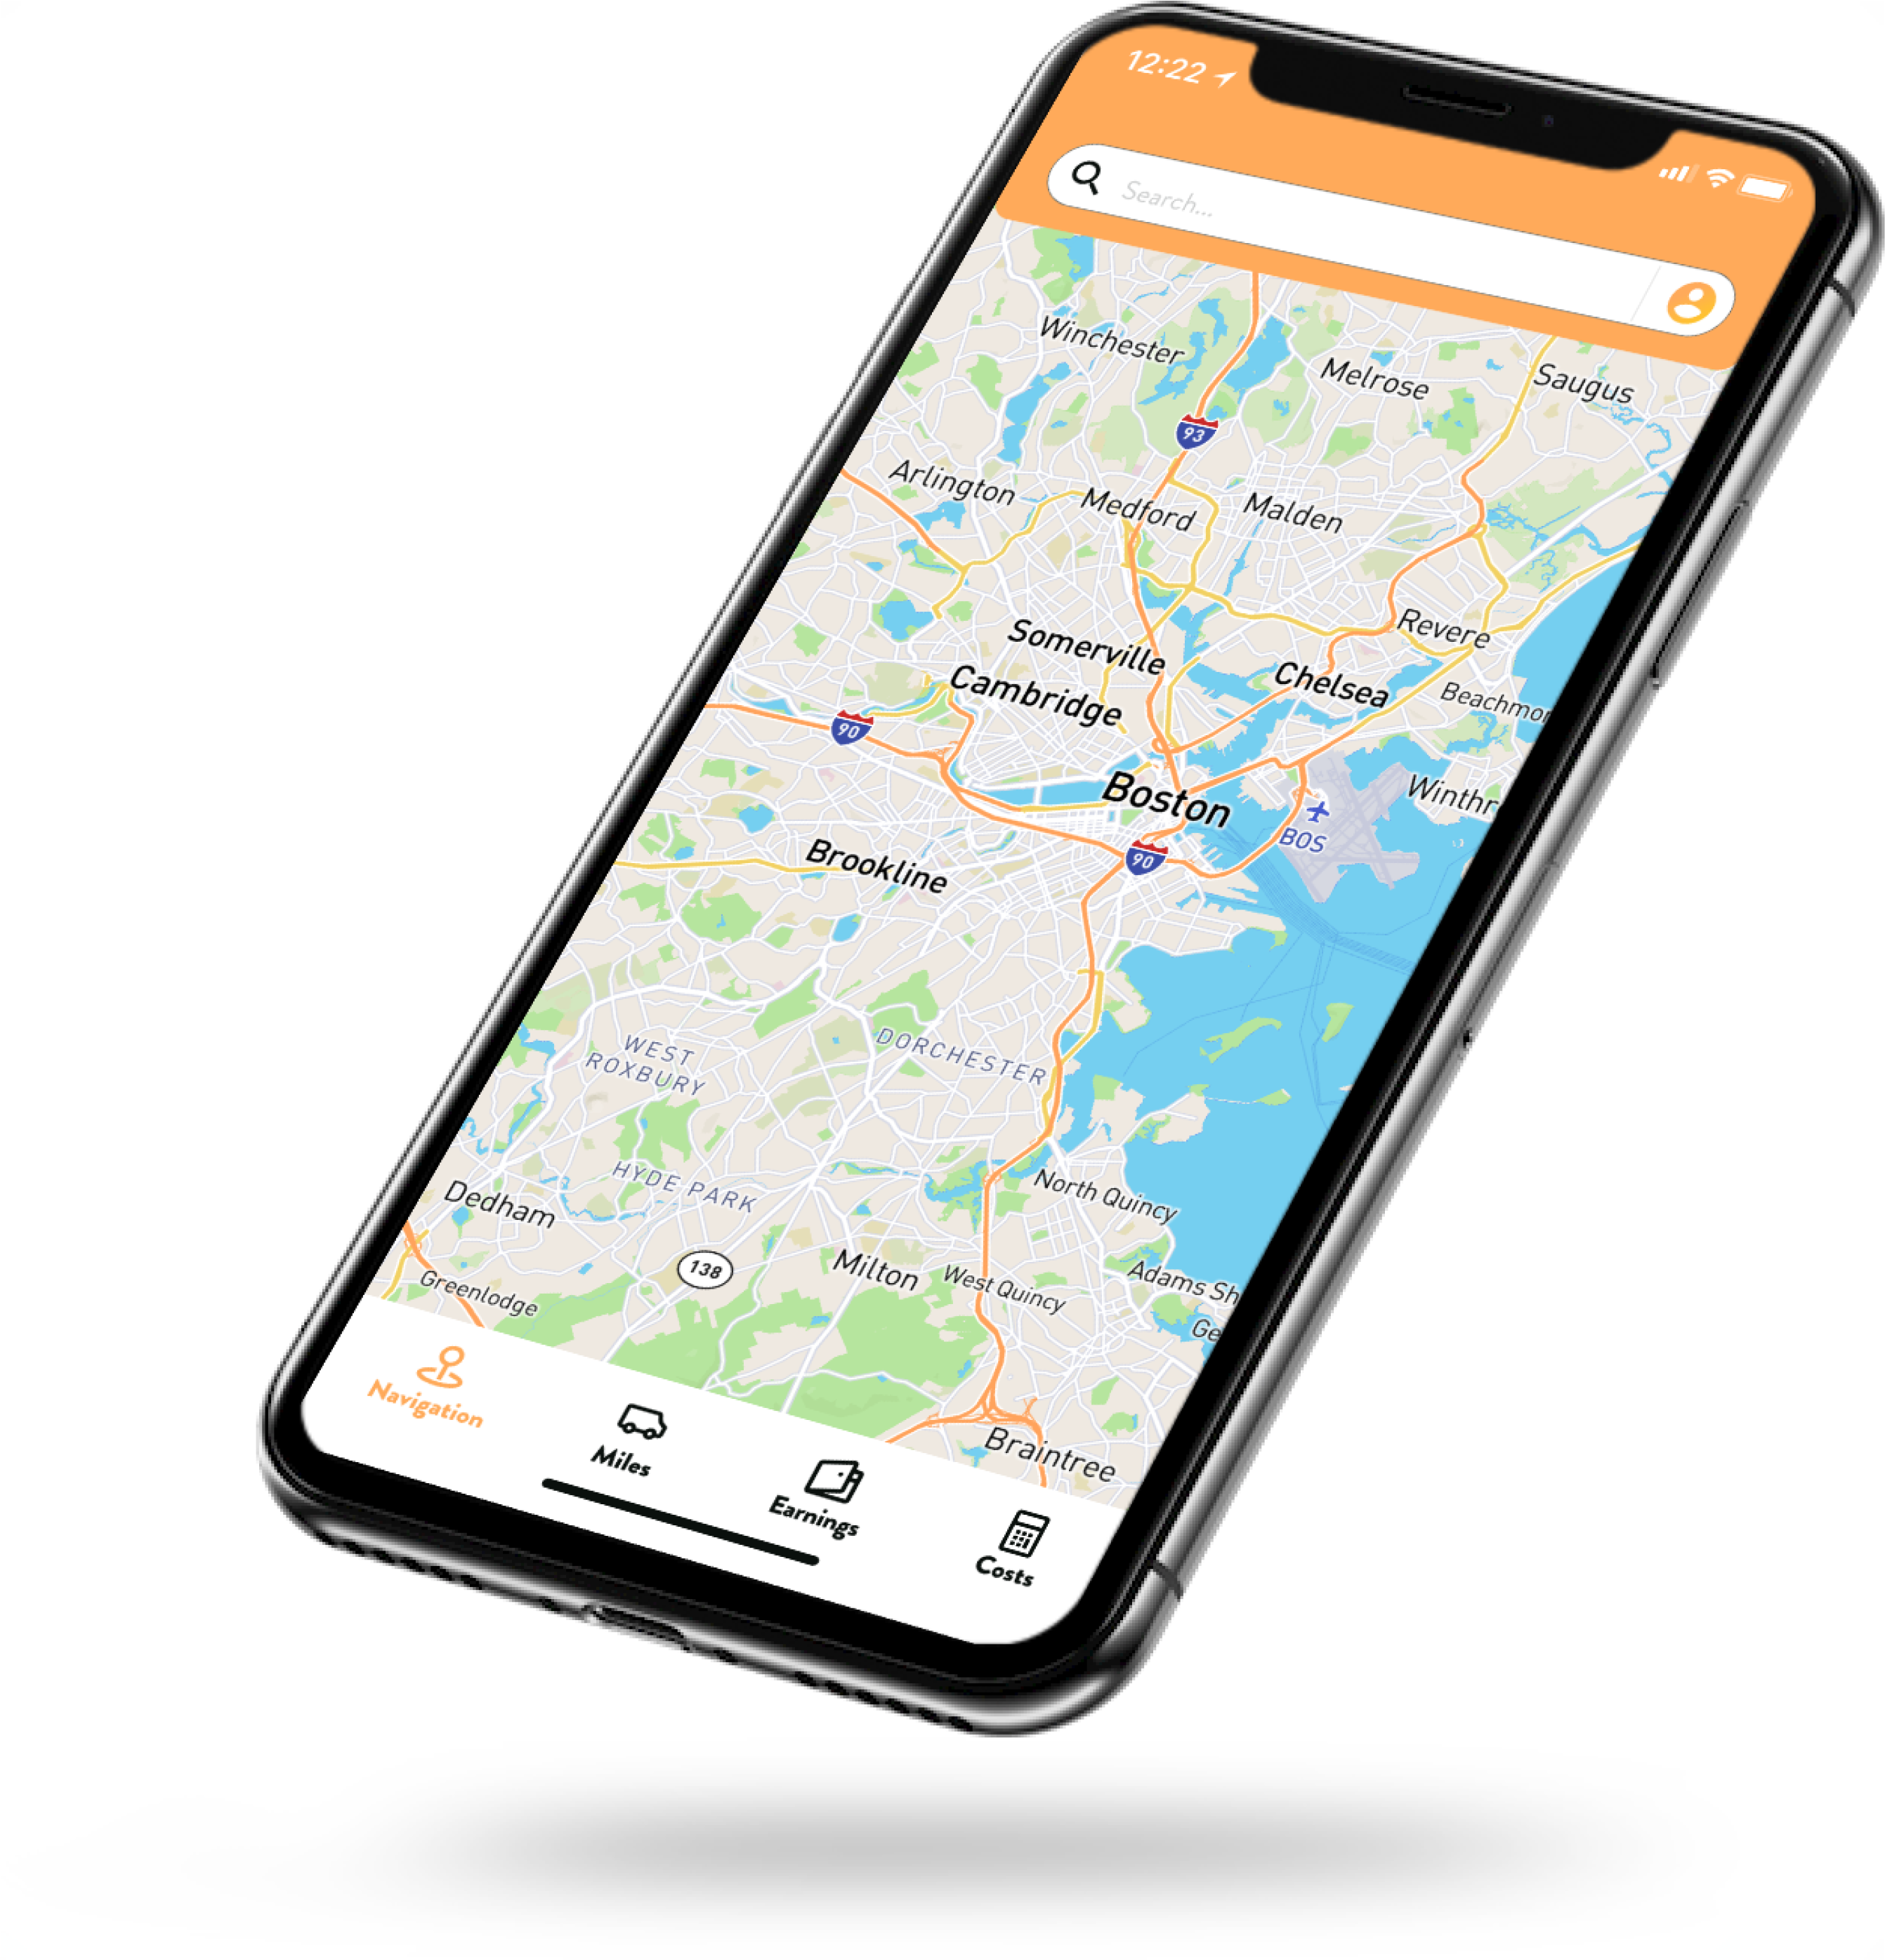 12:22
Search...
Winchester
Melrose
Saugus
93
Arlington
Medford
Malden
Revere
Somerville
Chelsea
Cambridge
Beachmo
90
Boston
Winthr
BOS
90
Brookline
DORCHESTER
WEST
ROXBURY
HYDE PARK
North Quincy
Dedham
138
Milton
West Quincy
Adams Sh
Greenlodge
Ge
Braintree
Navigation
Miles
Earnings
Costs